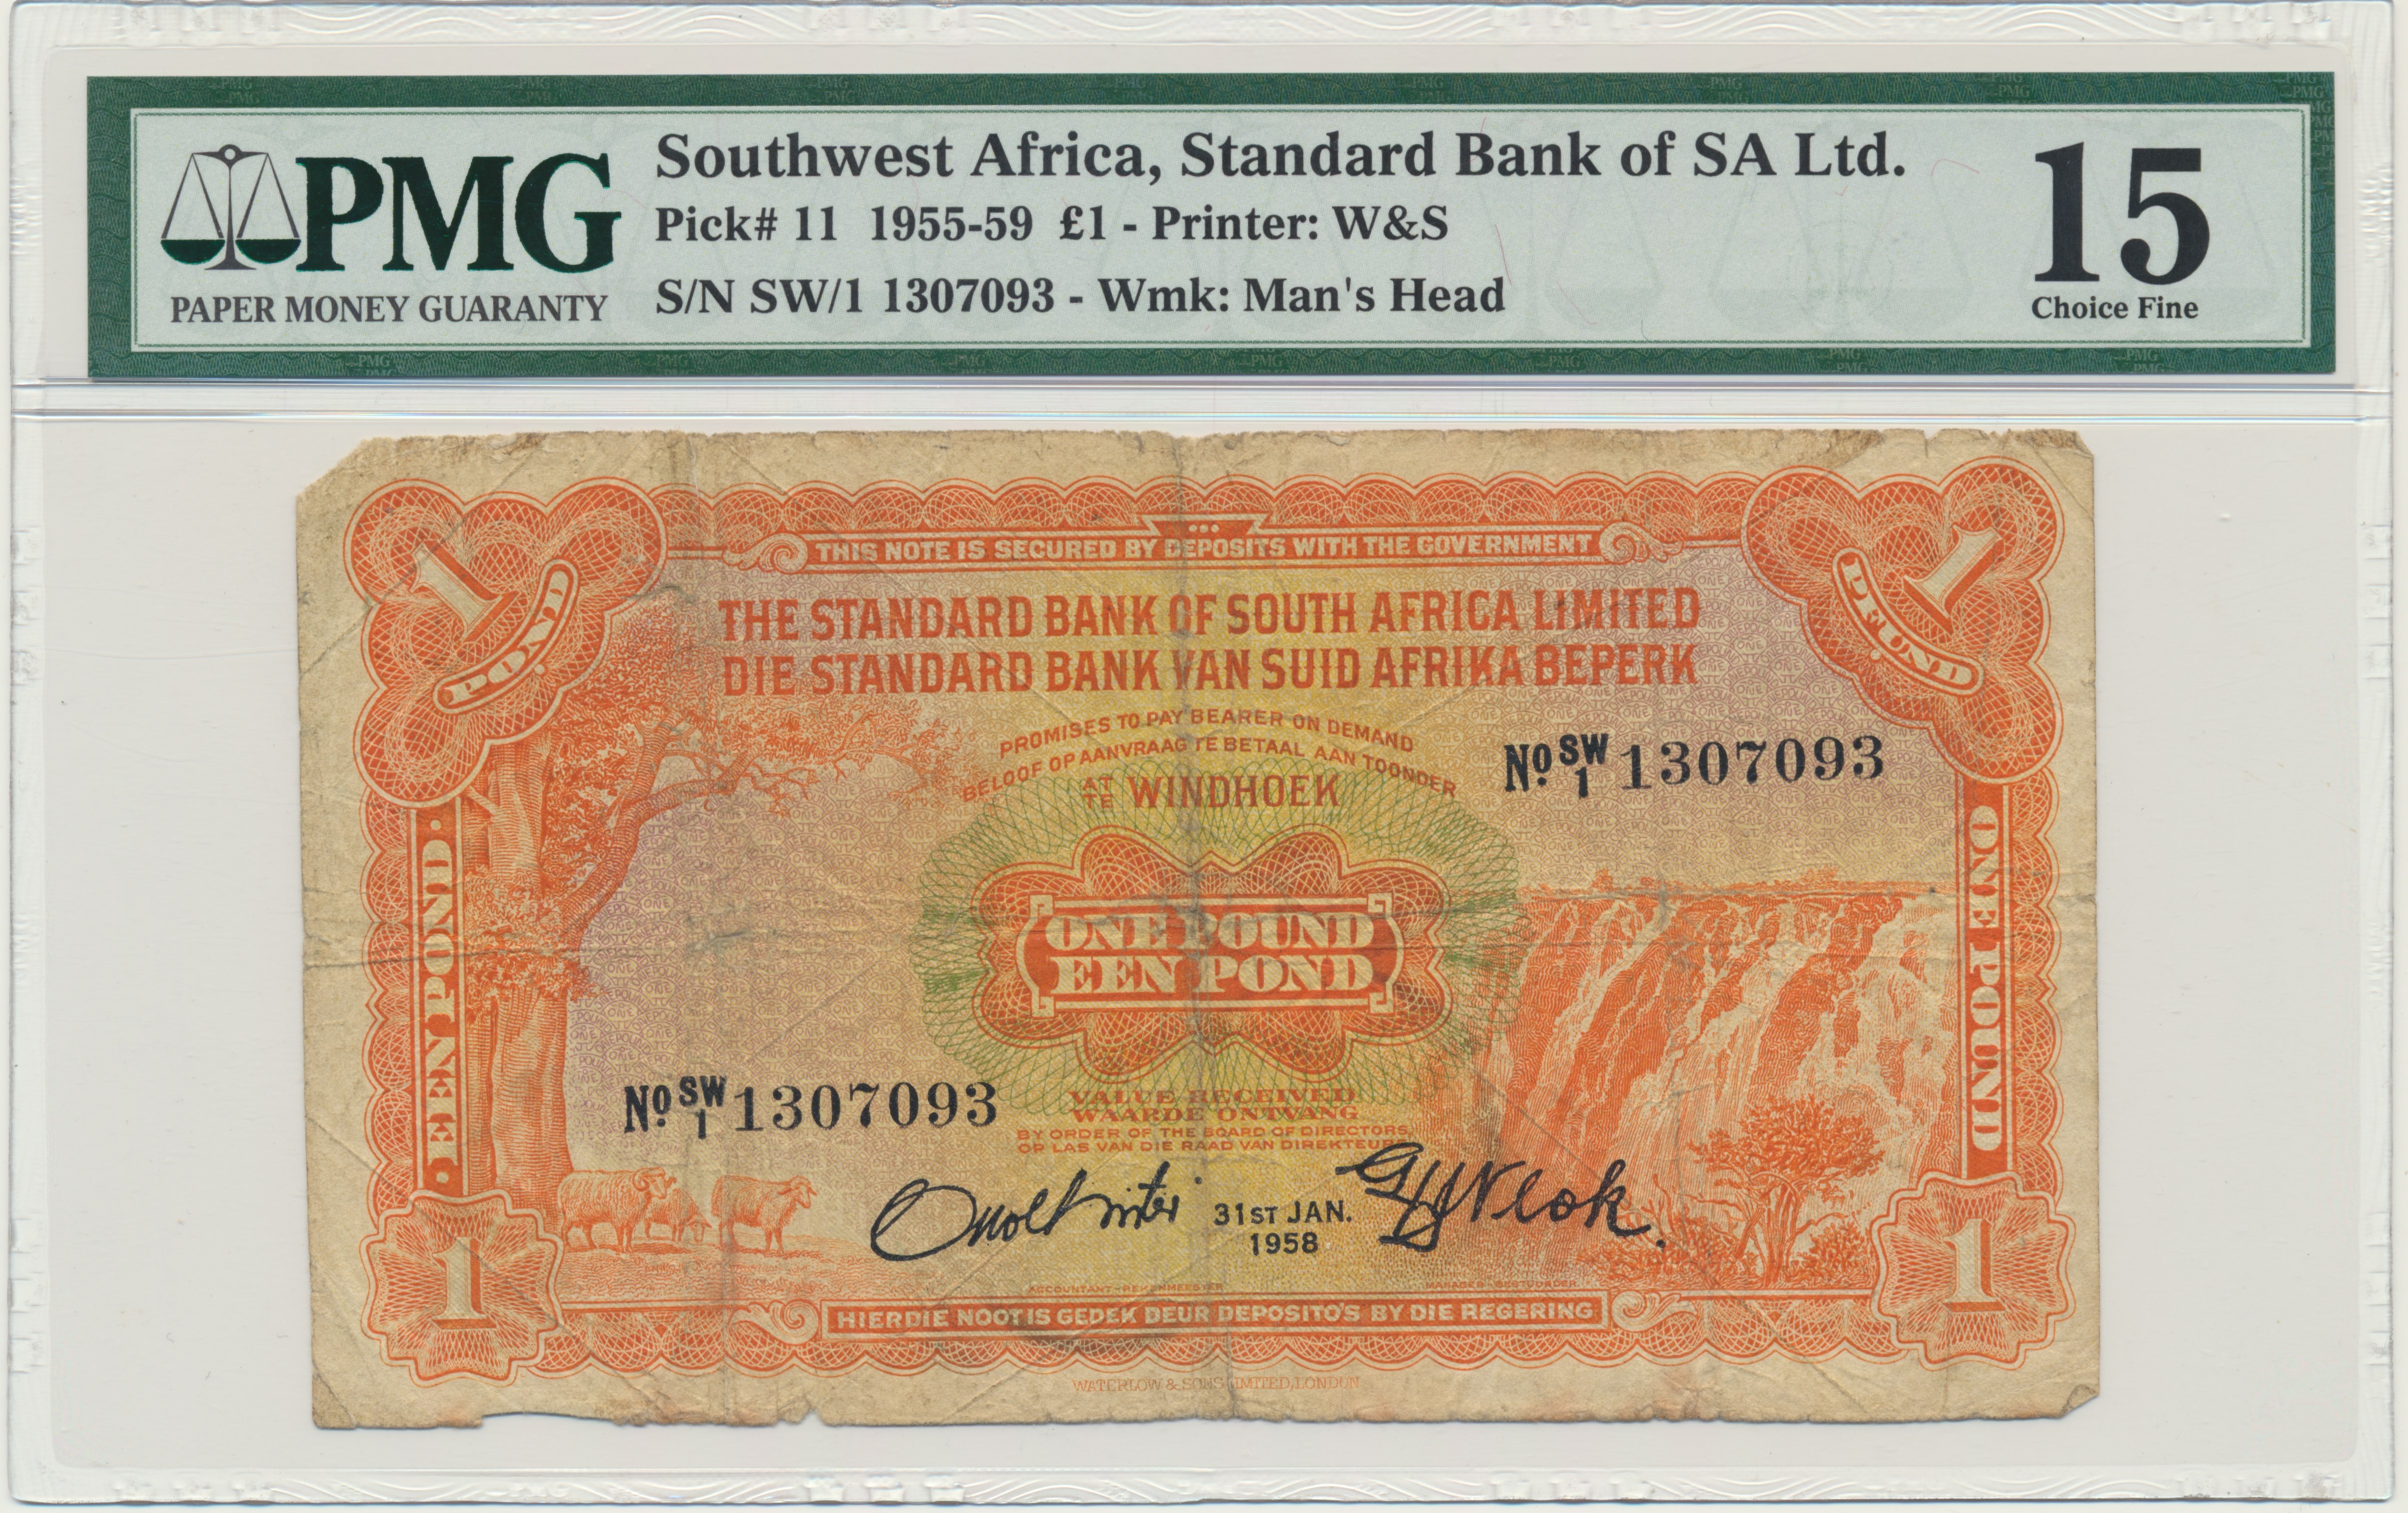 PMG
PAPER MONEY GUARANTY
Southwest Africa, Standard Bank of SA Ltd.
Pick# 11 1955-59 £1 - Printer: W&S
S/N SW/1 1307093 - Wmk: Man's Head
15
Choice Fine
1
POND
THIS NOTE IS SECURED BY DEPOSITS WITH THE GOVERNMENT
1
POUND
THE STANDARD BANK OF SOUTH AFRICA LIMITED
DIE STANDARD BANK VAN SUID AFRIKA BEPERK
PROMISES TO PAY BEARER ON DEMAND
BELOOF OP AANVRAAG TE BETAAL AAN TOONDER
AT
TE WINDHOEK
No. SW/1 1307093
EEN POND
ONE POUND
EEN POND
ONE POUND
No. SW/1 1307093
VALUE RECEIVED
WAARDE ONTVANG
BY ORDER OF THE BOARD OF DIRECTORS
OP LAS VAN DIE RAAD VAN DIREKTEURE
31ST JAN.
1958
ACCOUNTANT-REKENMEESTER
MANAGER-BESTUURDER
1
HIERDIE NOOT IS GEDEK DEUR DEPOSITO'S BY DIE REGERING
1
WATERLOW & SONS LIMITED, LONDON